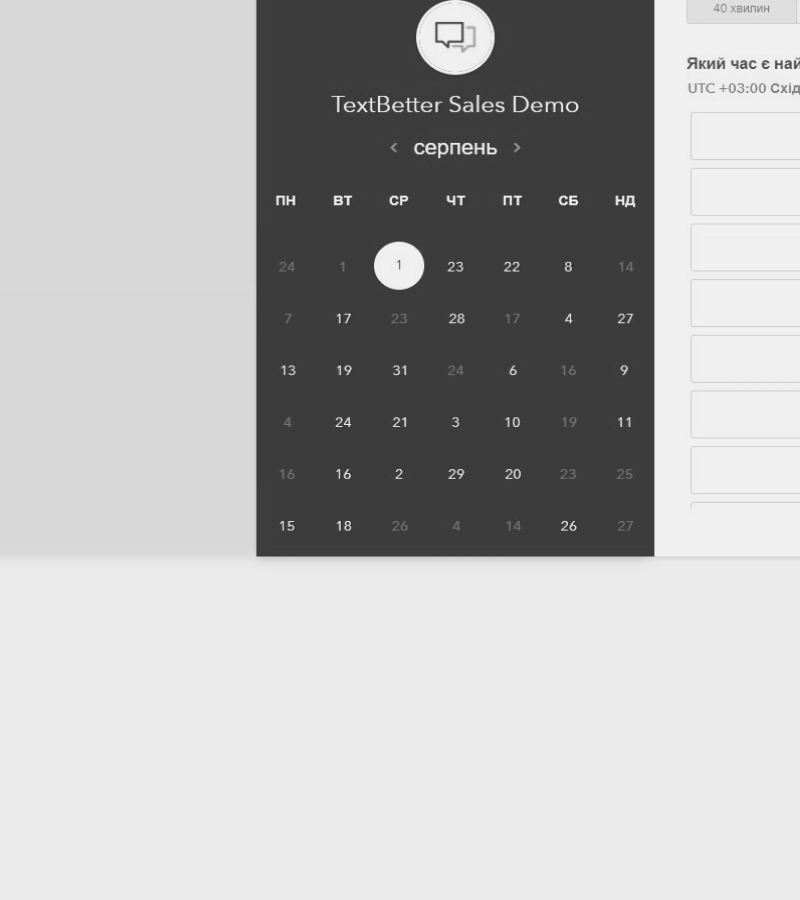 40 хвилин
Який час є най
UTC +03:00 Схід
TextBetter Sales Demo
серпень
ПН ВТ СР ЧТ ПТ СБ НД
24 1 1 23 22 8 14
7 17 23 28 17 4 27
13 19 31 24 6 16 9
4 24 21 3 10 19 11
16 16 2 29 20 23 25
15 18 26 4 14 26 27